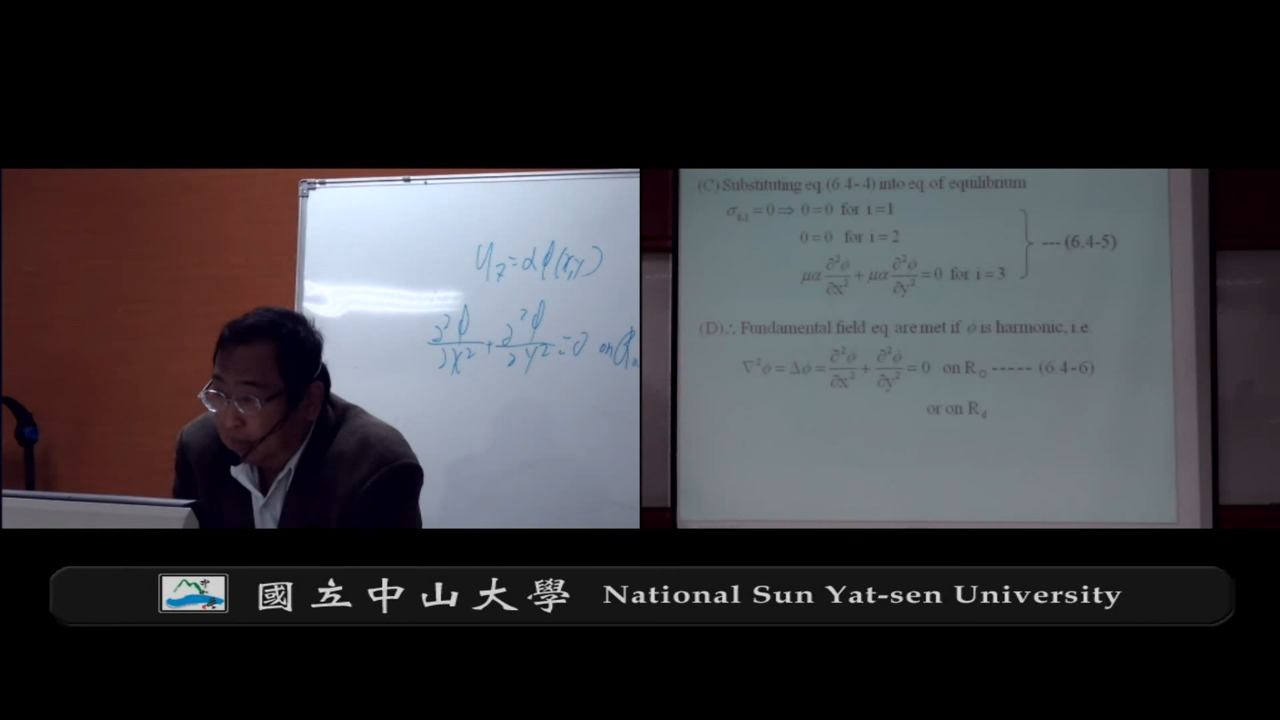 U_z = αϕ(x,y)
∂²ϕ/∂x² + ∂²ϕ/∂y² = 0 on R
(C) Substituting eq.(6.4-4) into eq of equilibrium
0=0 for i=1
0=0 for i=2
--- (6.4-5)
μα ∂²ϕ/∂x² + μα ∂²ϕ/∂y² = 0 for i=3
(D)∴ Fundamental field eq. are met if ϕ is harmonic, i.e.
∇²ϕ = Δϕ = ∂²ϕ/∂x² + ∂²ϕ/∂y² = 0 on R₀ ----- (6.4-6)
or on R_d
國立中山大學 National Sun Yat-sen University